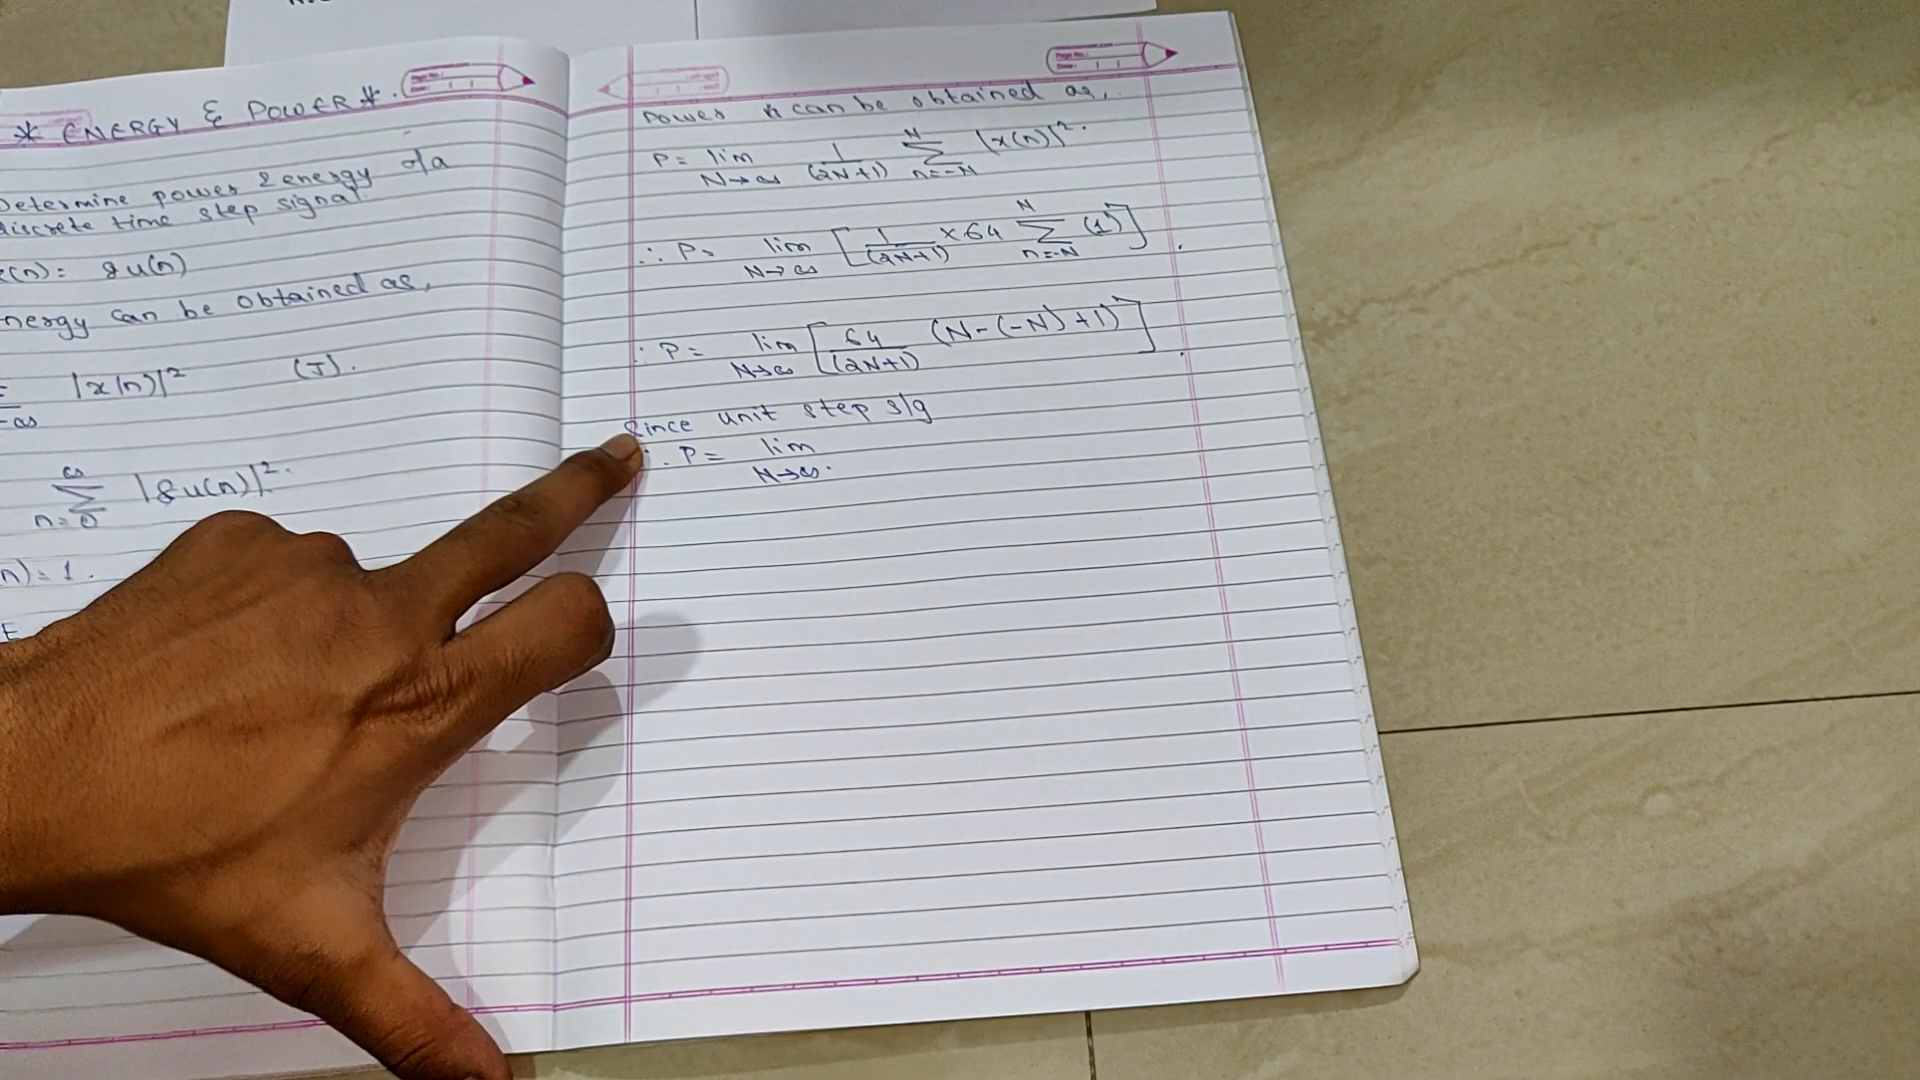 * ENERGY & POWER *.
Determine power & energy of a
discrete time step signal.
x(n) = 8u(n)
nergy can be obtained as,
-∞ |x(n)|² (J).
∞
Σ |8u(n)|².
n=0
n) = 1.
E
Power can be obtained as,
P = lim N→∞ 1/(2N+1) N Σ n=-N |x(n)|².
∴ P = lim N→∞ [1/(2N+1) × 64 N Σ n=-N (1)]
∴ P = lim N→∞ [64/(2N+1) (N-(-N)+1)]
Since unit step s/g
∴ P = lim N→∞.